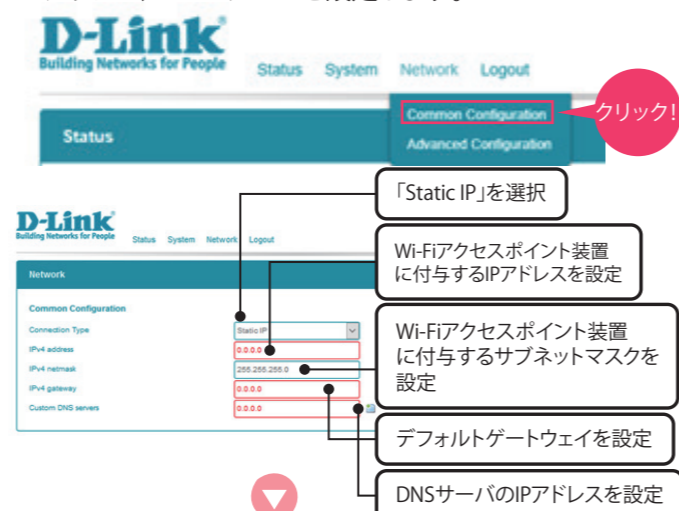 D-Link
Building Networks for People
Status System Network Logout
Common Configuration
クリック!
Status
Advanced Configuration
「Static IP」を選択
D-Link
Building Networks for People
Status System Network Logout
Wi-Fiアクセスポイント装置
に付与するIPアドレスを設定
Network
Common Configuration
Connection Type Static IP
IPv4 address 0.0.0.0
IPv4 netmask 255.255.255.0
IPv4 gateway 0.0.0.0
Custom DNS servers 0.0.0.0
Wi-Fiアクセスポイント装置
に付与するサブネットマスクを
設定
デフォルトゲートウェイを設定
DNSサーバのIPアドレスを設定